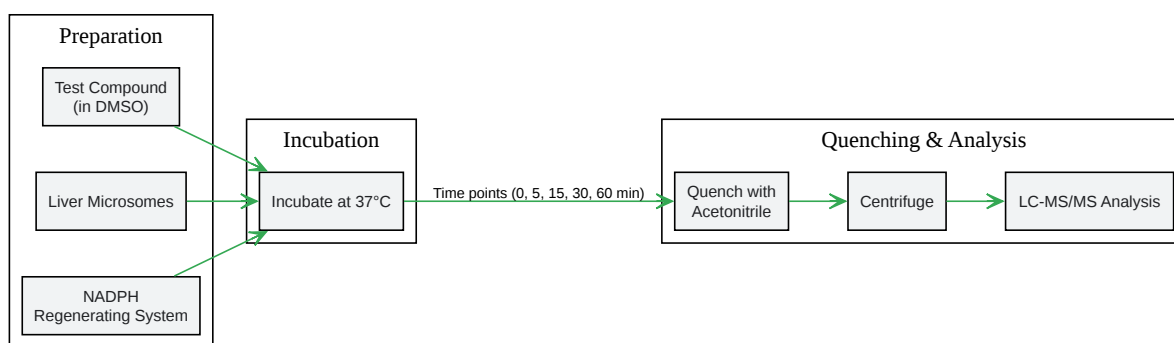 Preparation
Test Compound
(in DMSO)
Liver Microsomes
NADPH
Regenerating System
Incubation
Incubate at 37°C
Time points (0, 5, 15, 30, 60 min)
Quenching & Analysis
Quench with
Acetonitrile
Centrifuge
LC-MS/MS Analysis